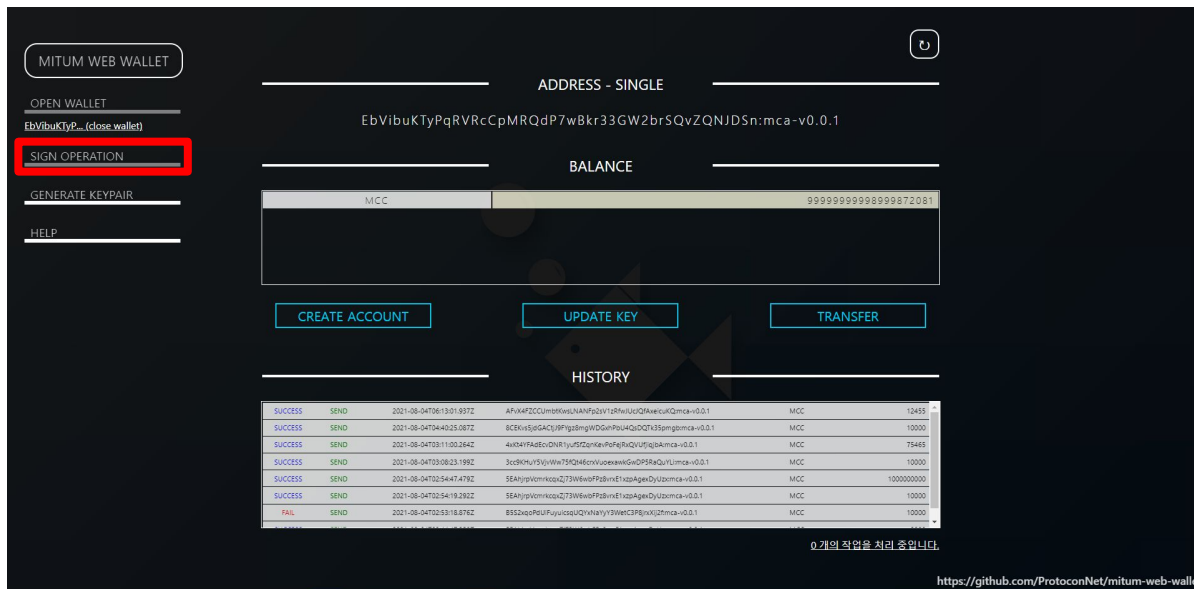 ↻
MITUM WEB WALLET
ADDRESS - SINGLE
OPEN WALLET
EbVibuKTyP... (close wallet)
EbVibuKTyPqRVRcCpMRQdP7wBkr33GW2brSQvZQNJDSn:mca-v0.0.1
SIGN OPERATION
BALANCE
GENERATE KEYPAIR
MCC 99999999998999872081
HELP
CREATE ACCOUNT UPDATE KEY TRANSFER
HISTORY
SUCCESS SEND 2021-08-04T06:13:01.937Z MCC 12455
SUCCESS SEND 2021-08-04T04:40:25.087Z MCC 10000
SUCCESS SEND 2021-08-04T03:11:00.264Z MCC 75465
SUCCESS SEND 2021-08-04T03:08:23.199Z MCC 10000
SUCCESS SEND 2021-08-04T02:54:47.479Z MCC 1000000000
SUCCESS SEND 2021-08-04T02:54:19.292Z MCC 10000
FAIL SEND 2021-08-04T02:53:18.876Z MCC 10000
0 개의 작업을 처리 중입니다.
https://github.com/ProtoconNet/mitum-web-walle